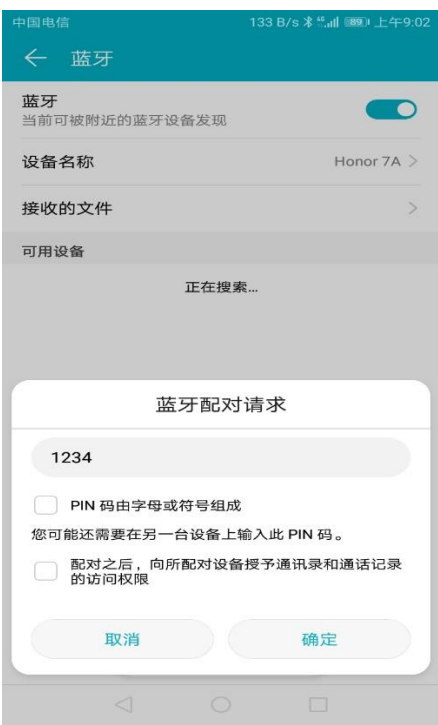 中国电信 133 B/s 89 上午9:02
蓝牙
蓝牙
当前可被附近的蓝牙设备发现
设备名称 Honor 7A
接收的文件
可用设备
正在搜索...
蓝牙配对请求
1234
PIN 码由字母或符号组成
您可能还需要在另一台设备上输入此 PIN 码。
配对之后，向所配对设备授予通讯录和通话记录
的访问权限
取消 确定